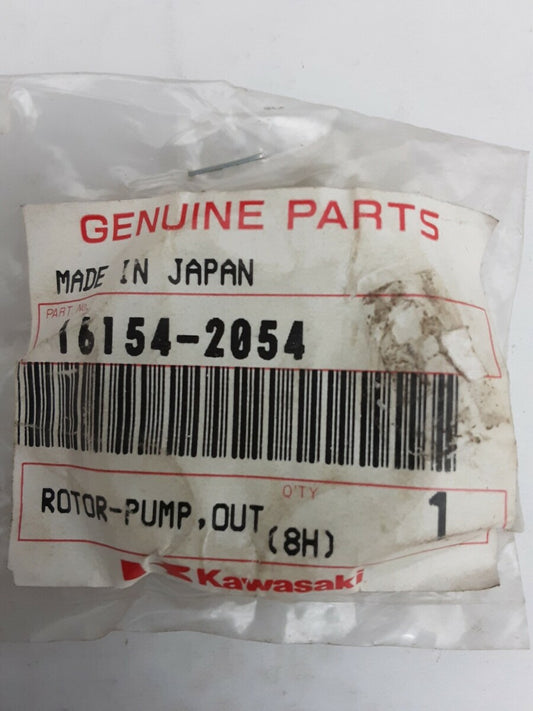 GENUINE PARTS
MADE IN JAPAN
PART No.
16154-2054
Q'TY
ROTOR-PUMP,OUT 1
(8H)
Kawasaki